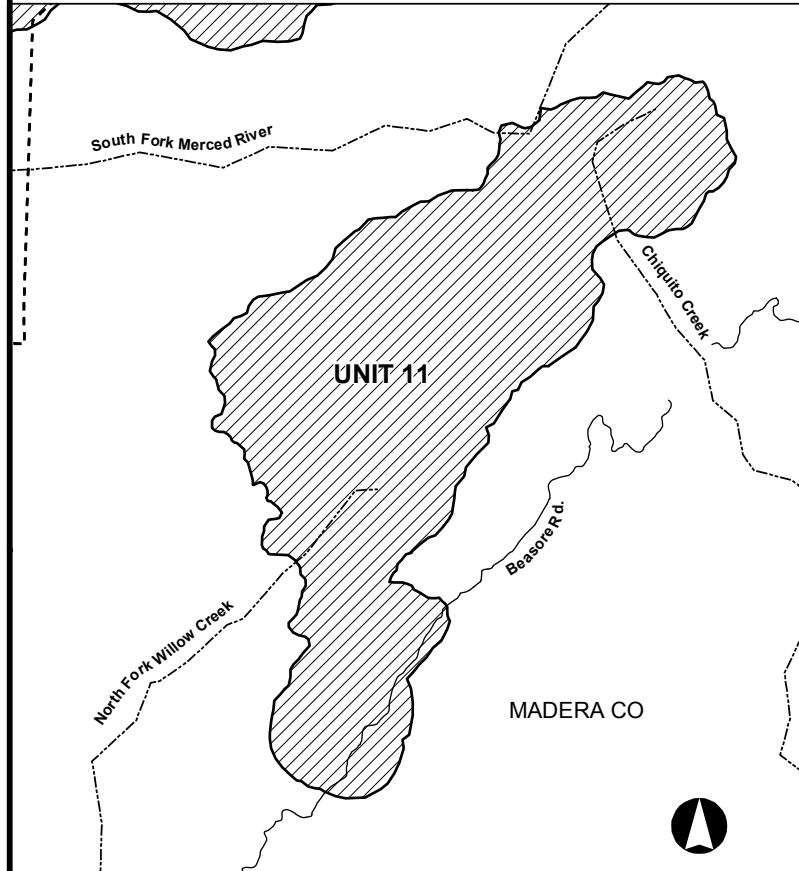 South Fork Merced River
Chiquito Creek
UNIT 11
Beasore Rd.
North Fork Willow Creek
MADERA CO